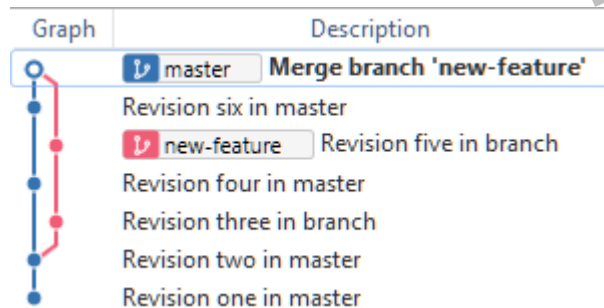 Graph Description
master Merge branch 'new-feature'
Revision six in master
new-feature Revision five in branch
Revision four in master
Revision three in branch
Revision two in master
Revision one in master